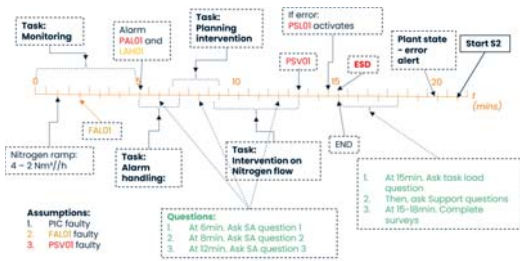 Task:
Monitoring
Alarm
PAL01 and
LAH01
Task:
Planning
intervention
If error:
PSL01 activates
PSV01
ESD
Plant state
- error
alert
Start S2
0
5
10
15
20
t
(mins)
FAL01
Nitrogen ramp:
4 – 2 Nm³/h
Task:
Alarm
handling:
Task:
Intervention on
Nitrogen flow
END
Assumptions:
1. PIC faulty
2. FAL01 faulty
3. PSV01 faulty
Questions:
1. At 6min. Ask SA question 1
2. At 8min. Ask SA question 2
3. At 12min. Ask SA question 3
1. At 15min. Ask task load
question
2. Then, ask Support questions
3. At 15-18min. Complete
surveys